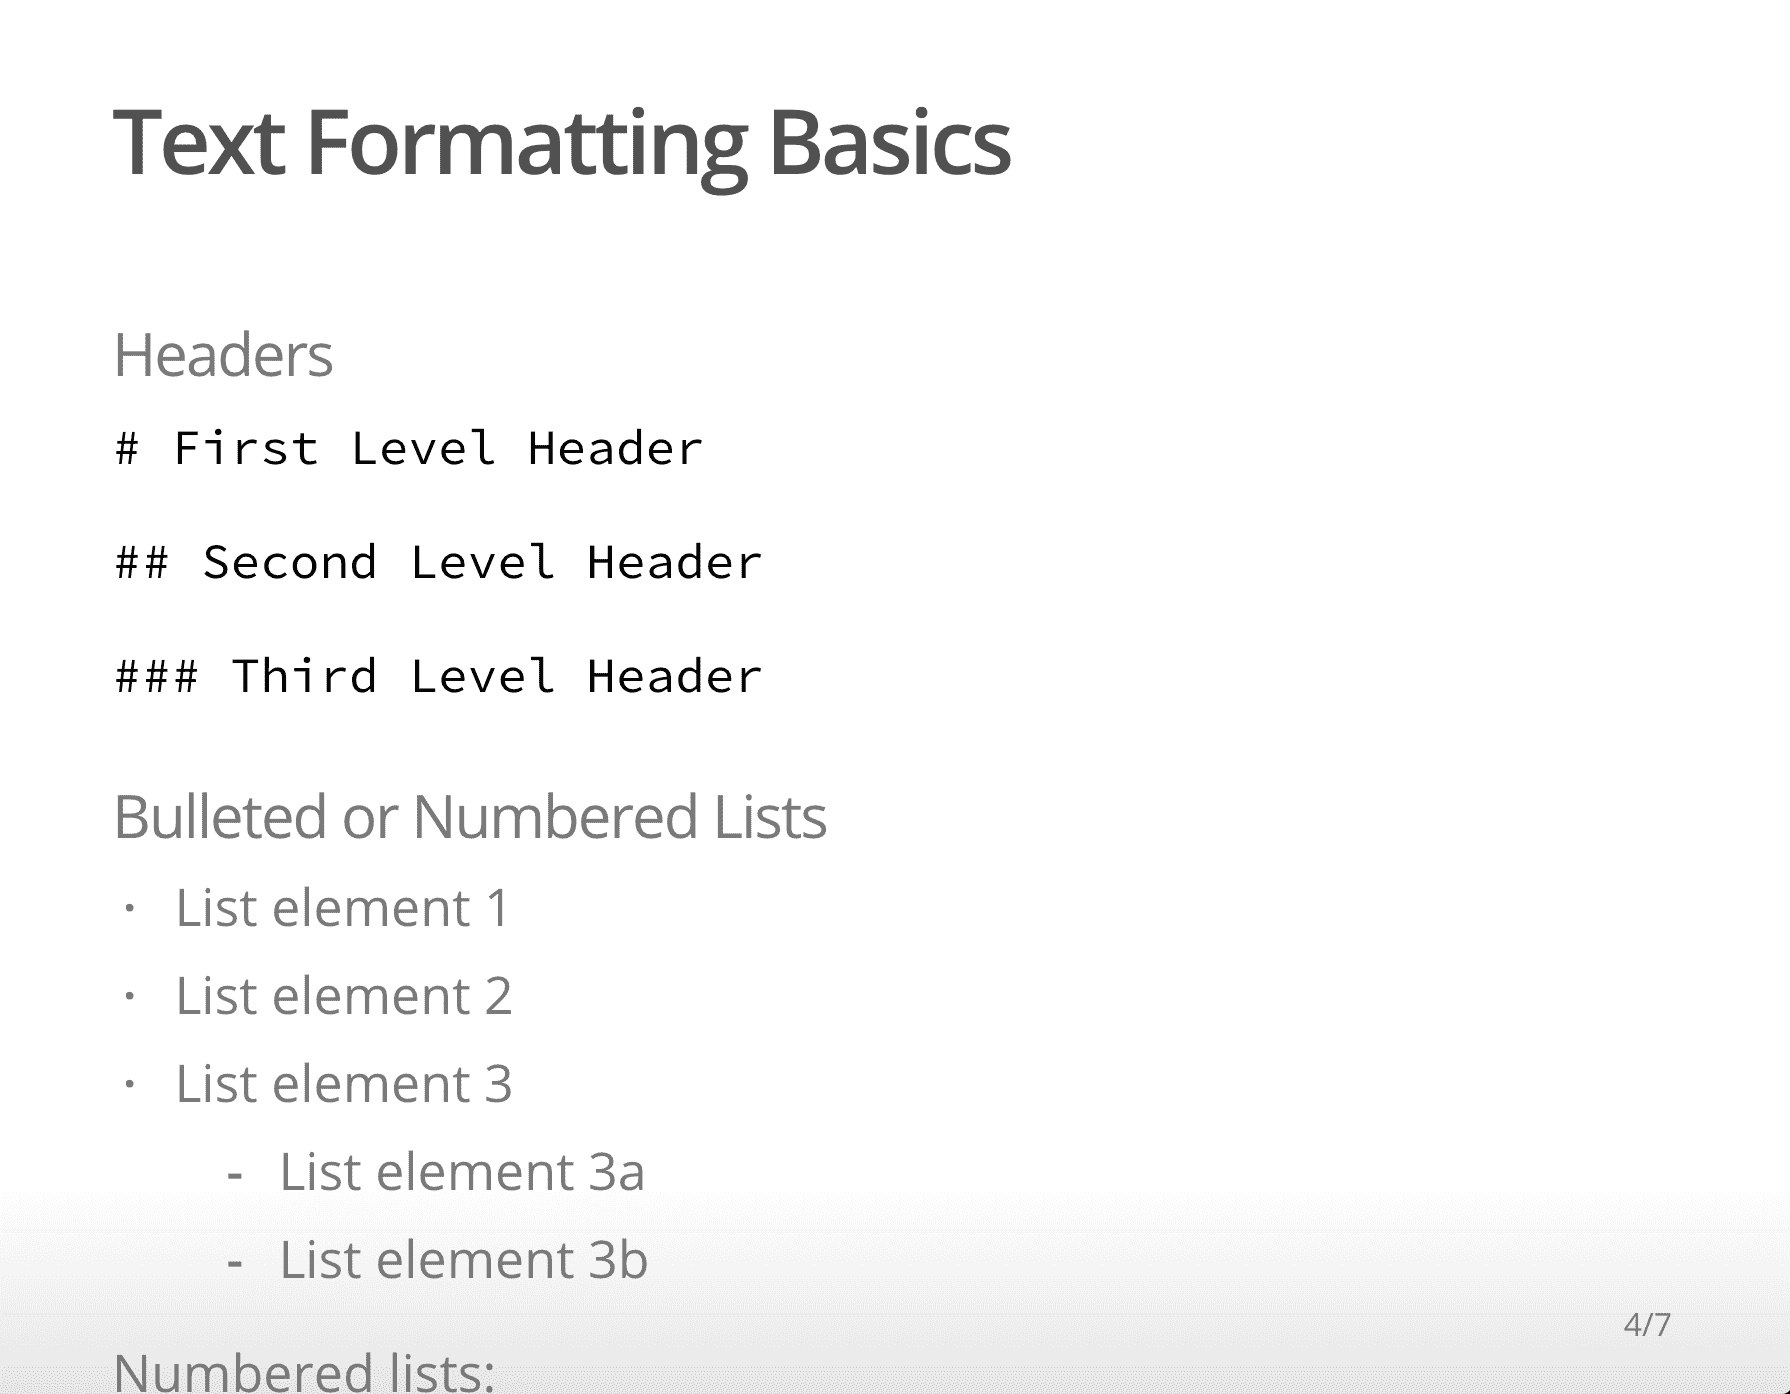 Text Formatting Basics
Headers
# First Level Header
## Second Level Header
### Third Level Header
Bulleted or Numbered Lists
· List element 1
· List element 2
· List element 3
- List element 3a
- List element 3b
4/7
Numbered lists: